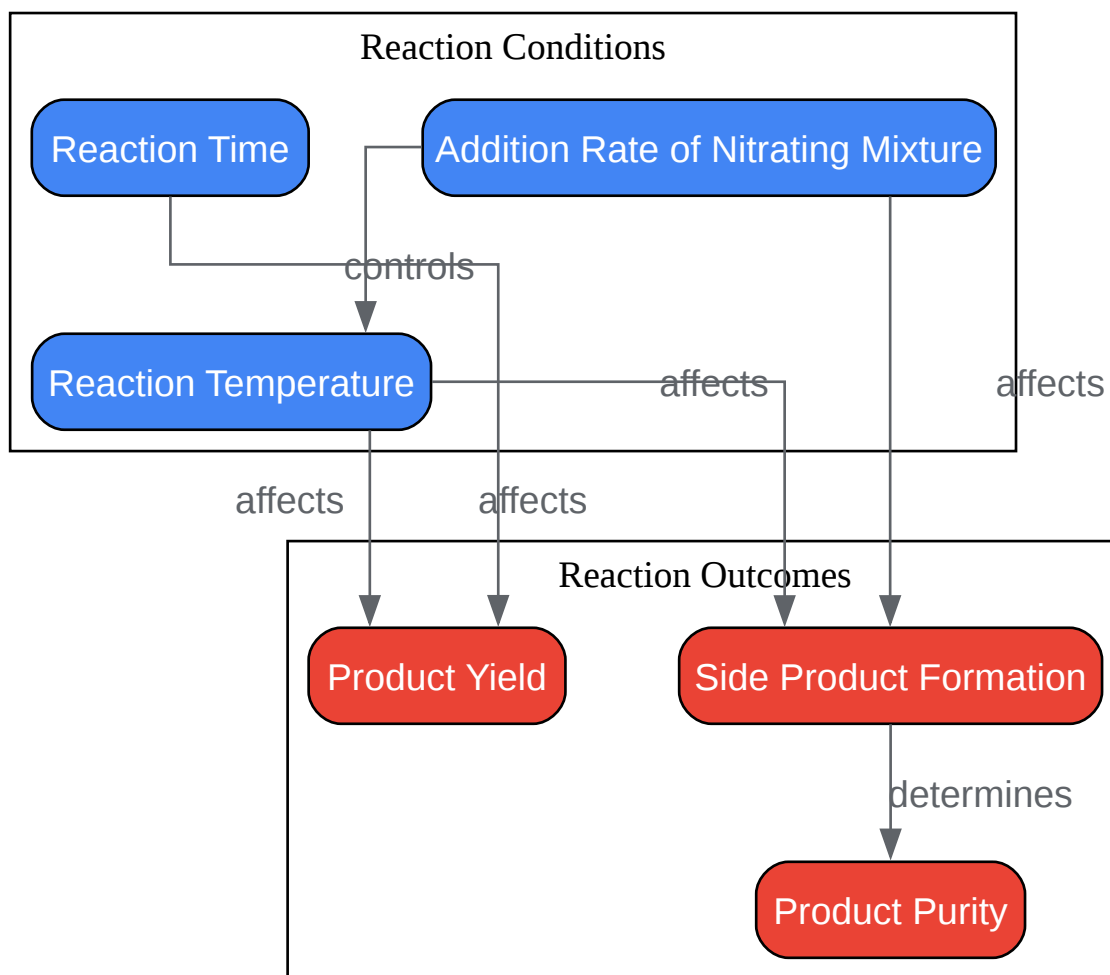 Reaction Conditions
Reaction Time
Addition Rate of Nitrating Mixture
controls
Reaction Temperature
affects
affects
affects
affects
Reaction Outcomes
Product Yield
Side Product Formation
determines
Product Purity